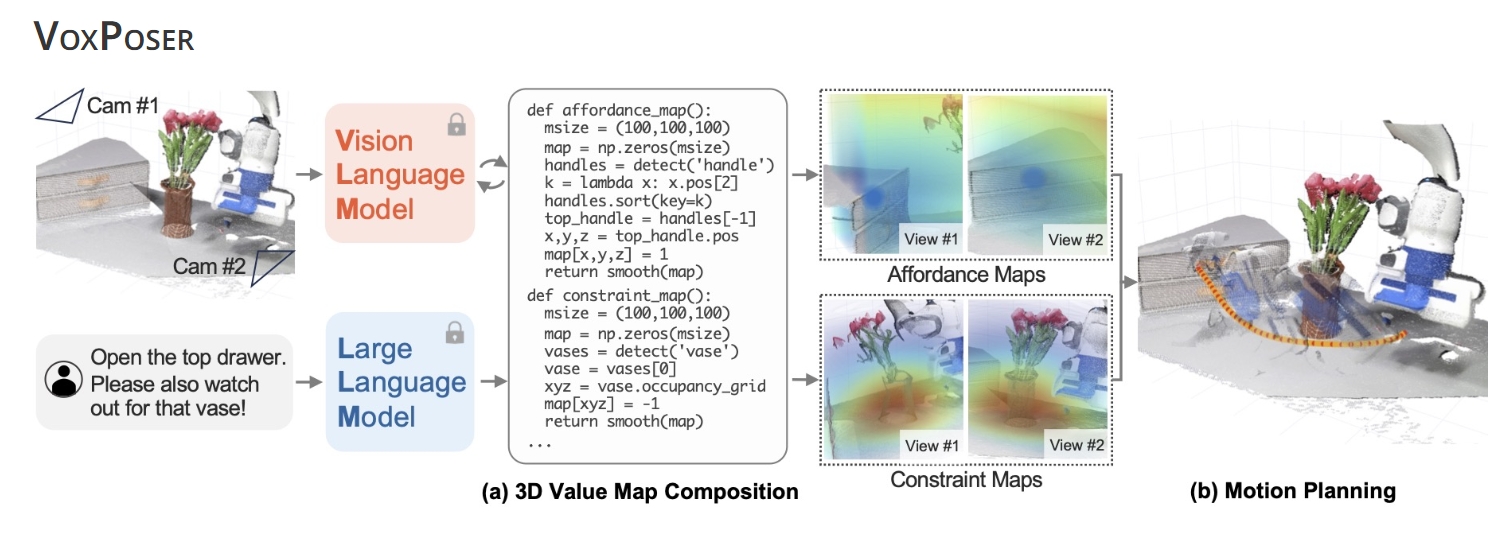 VOXPOSER
Cam #1
Cam #2
Vision
Language
Model
Open the top drawer.
Please also watch
out for that vase!
Large
Language
Model
def affordance_map():
  msize = (100,100,100)
  map = np.zeros(msize)
  handles = detect('handle')
  k = lambda x: x.pos[2]
  handles.sort(key=k)
  top_handle = handles[-1]
  x,y,z = top_handle.pos
  map[x,y,z] = 1
  return smooth(map)
def constraint_map():
  msize = (100,100,100)
  map = np.zeros(msize)
  vases = detect('vase')
  vase = vases[0]
  xyz = vase.occupancy_grid
  map[xyz] = -1
  return smooth(map)
...
(a) 3D Value Map Composition
View #1
View #2
Affordance Maps
View #1
View #2
Constraint Maps
(b) Motion Planning